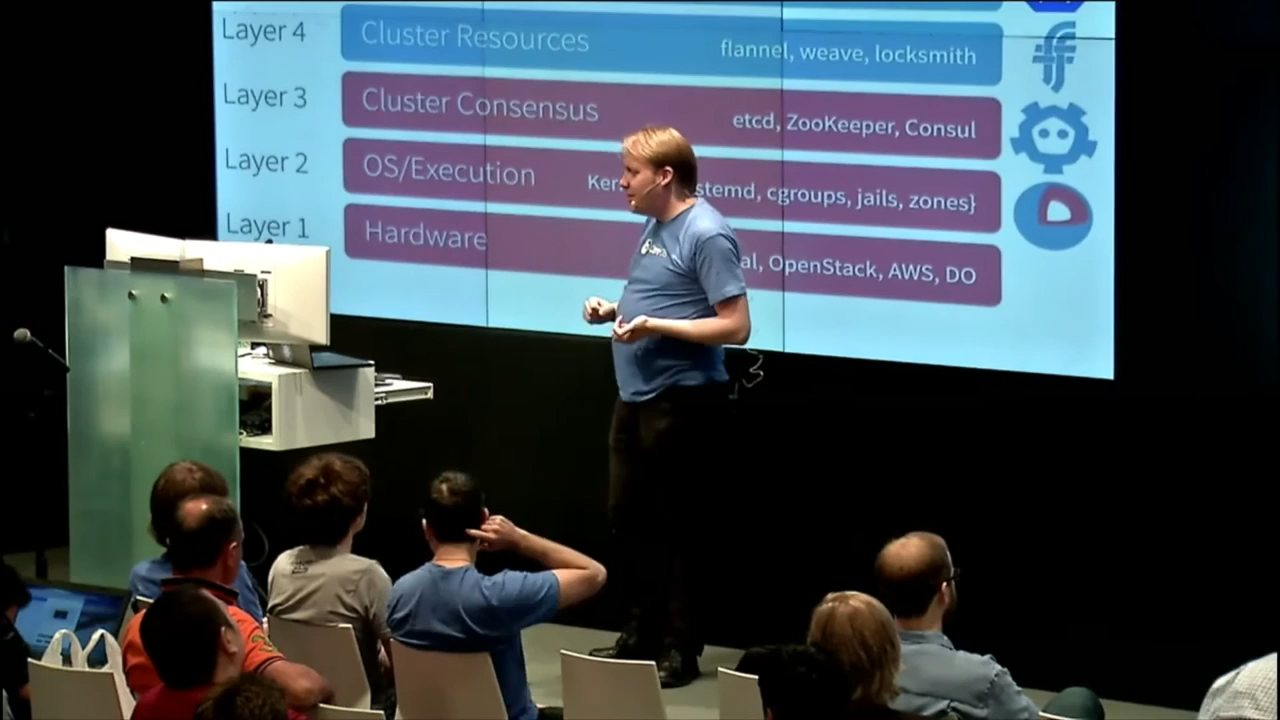 Layer 4
Cluster Resources
flannel, weave, locksmith
Layer 3
Cluster Consensus
etcd, ZooKeeper, Consul
Layer 2
OS/Execution
stemd, cgroups, jails, zones}
Layer 1
Hardware
OpenStack, AWS, DO